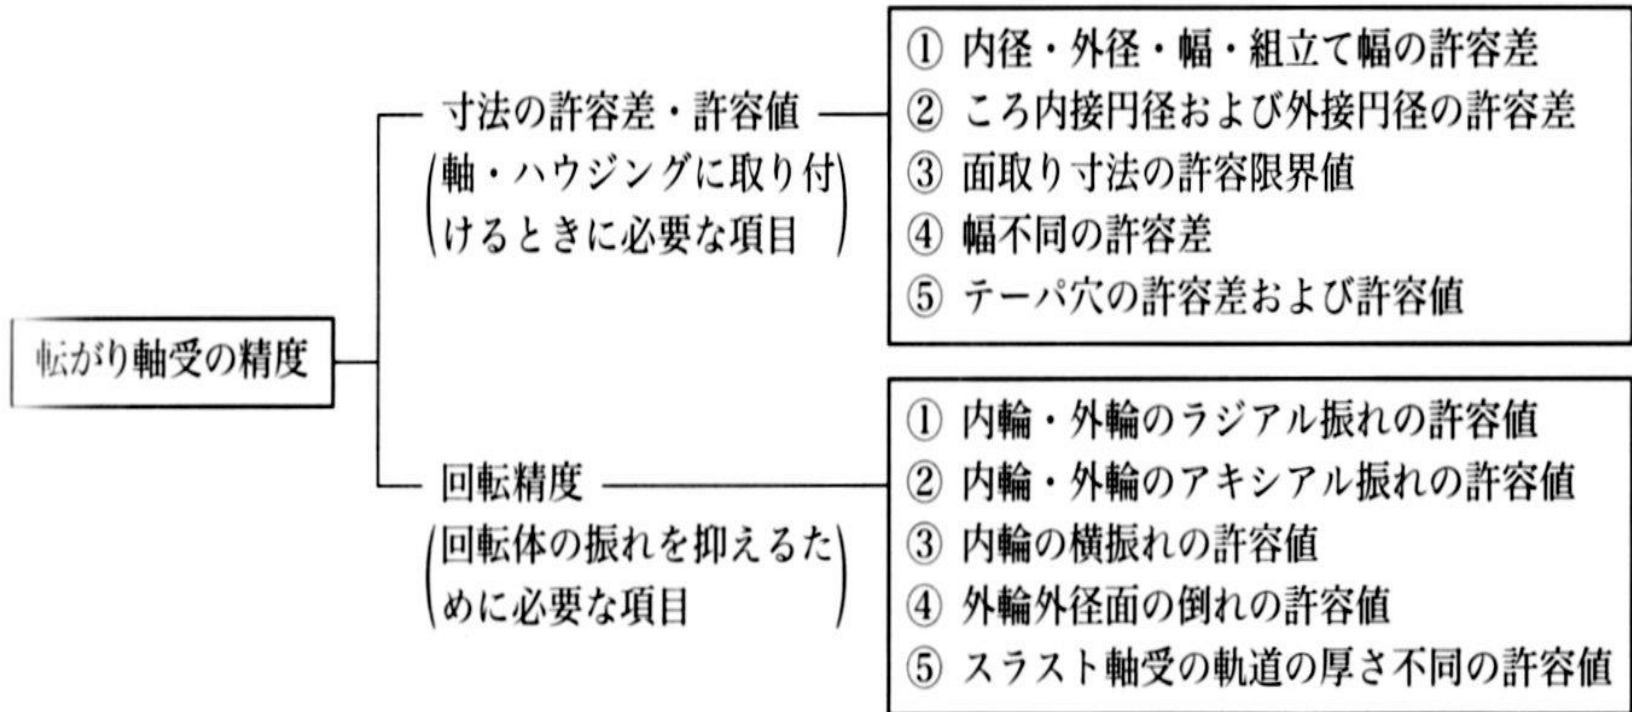 転がり軸受の精度
寸法の許容差・許容値
(軸・ハウジングに取り付
けるときに必要な項目)
① 内径・外径・幅・組立て幅の許容差
② ころ内接円径および外接円径の許容差
③ 面取り寸法の許容限界値
④ 幅不同の許容差
⑤ テーパ穴の許容差および許容値
回転精度
(回転体の振れを抑えるた
めに必要な項目)
① 内輪・外輪のラジアル振れの許容値
② 内輪・外輪のアキシアル振れの許容値
③ 内輪の横振れの許容値
④ 外輪外径面の倒れの許容値
⑤ スラスト軸受の軌道の厚さ不同の許容値